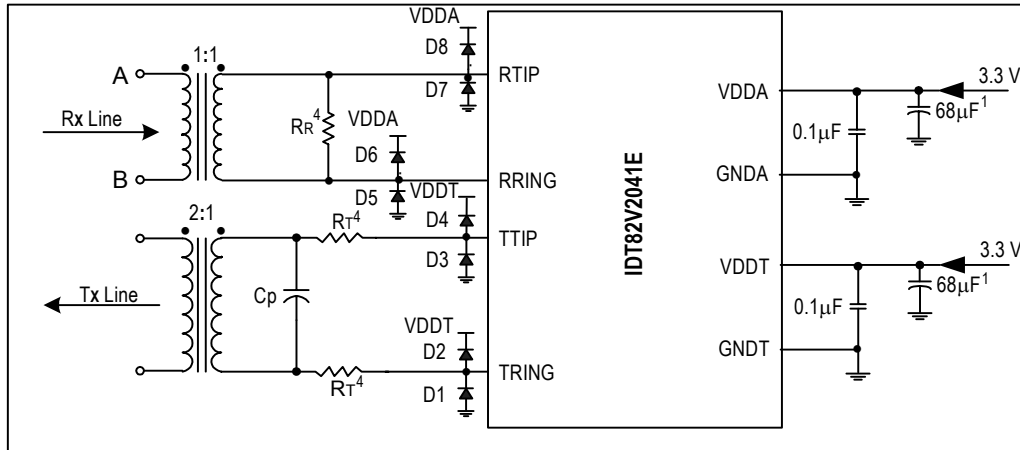 VDDA
1:1
D8
A
RTIP
D7
VDDA
3.3 V
VDDA
Rx Line
RR4
68µF1
D6
0.1µF
B
RRING
GNDA
D5
VDDT
2:1
D4
RT4
TTIP
D3
IDT82V2041E
VDDT
3.3 V
Cp
68µF1
Tx Line
0.1µF
VDDT
D2
GNDT
TRING
RT4
D1